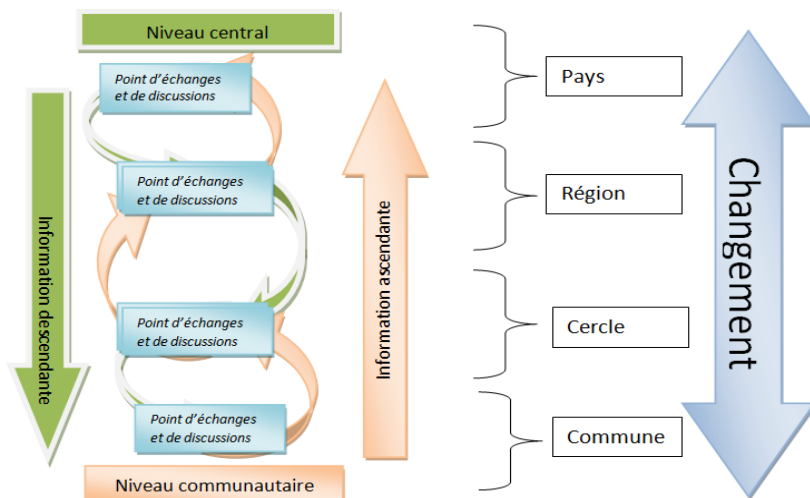 Niveau central
Point d'échanges
et de discussions
Point d'échanges
et de discussions
Point d'échanges
et de discussions
Point d'échanges
et de discussions
Niveau communautaire
Information descendante
Information ascendante
Pays
Région
Cercle
Commune
Changement